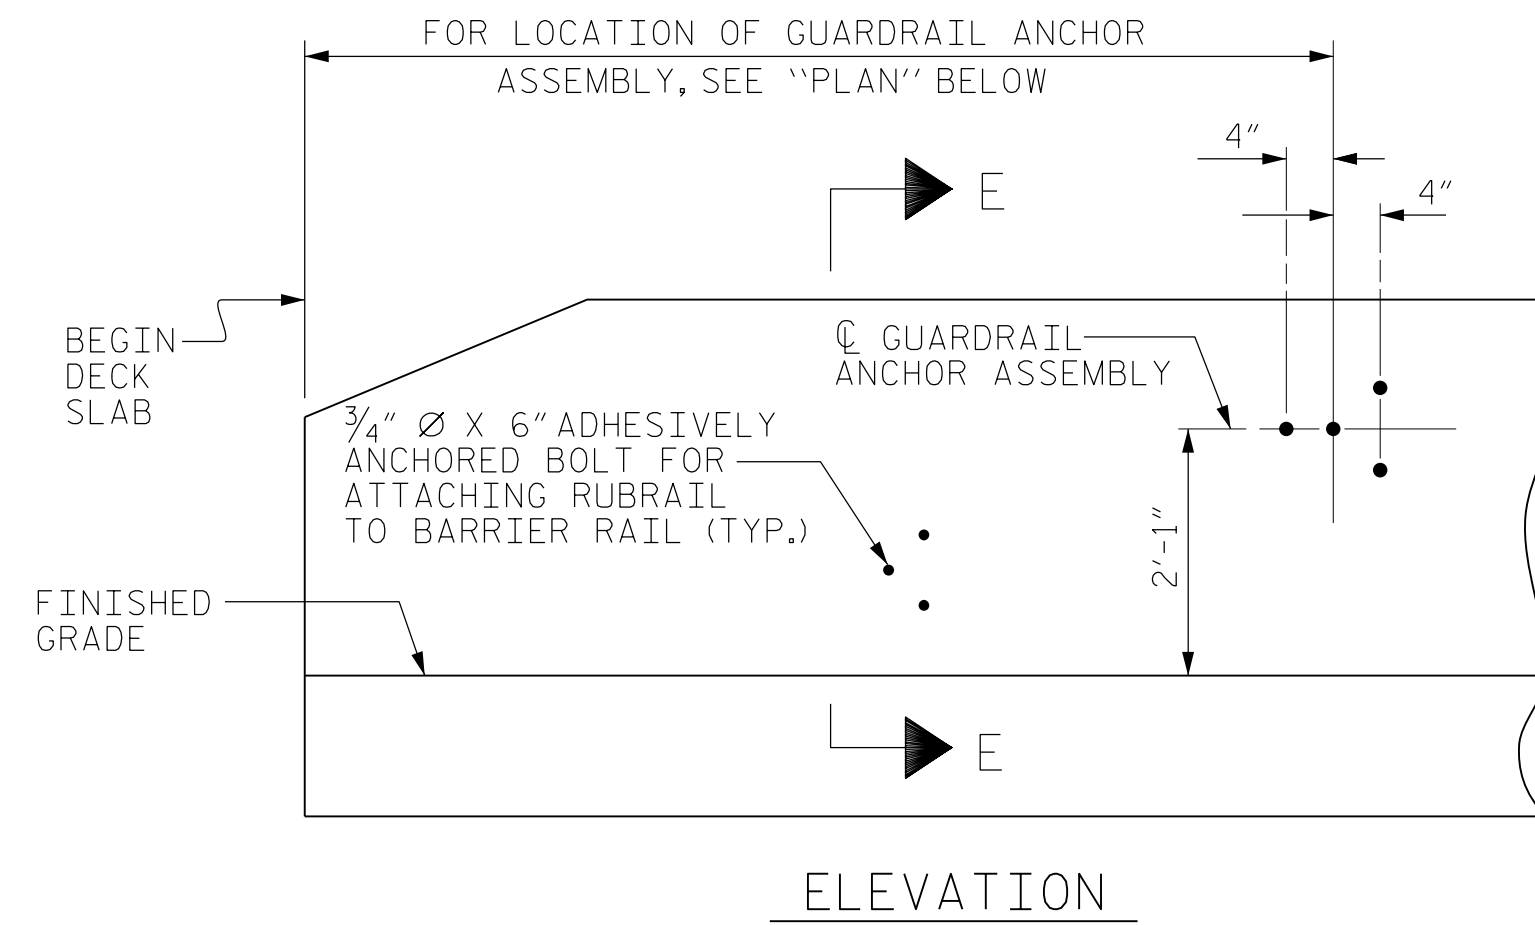 FOR LOCATION OF GUARDRAIL ANCHOR
ASSEMBLY, SEE ‶PLAN″ BELOW
4″
4″
E
BEGIN
DECK
SLAB
℄ GUARDRAIL
ANCHOR ASSEMBLY
3/4″ Ø X 6″ ADHESIVELY
ANCHORED BOLT FOR
ATTACHING RUBRAIL
TO BARRIER RAIL (TYP.)
2′-1″
FINISHED
GRADE
E
ELEVATION